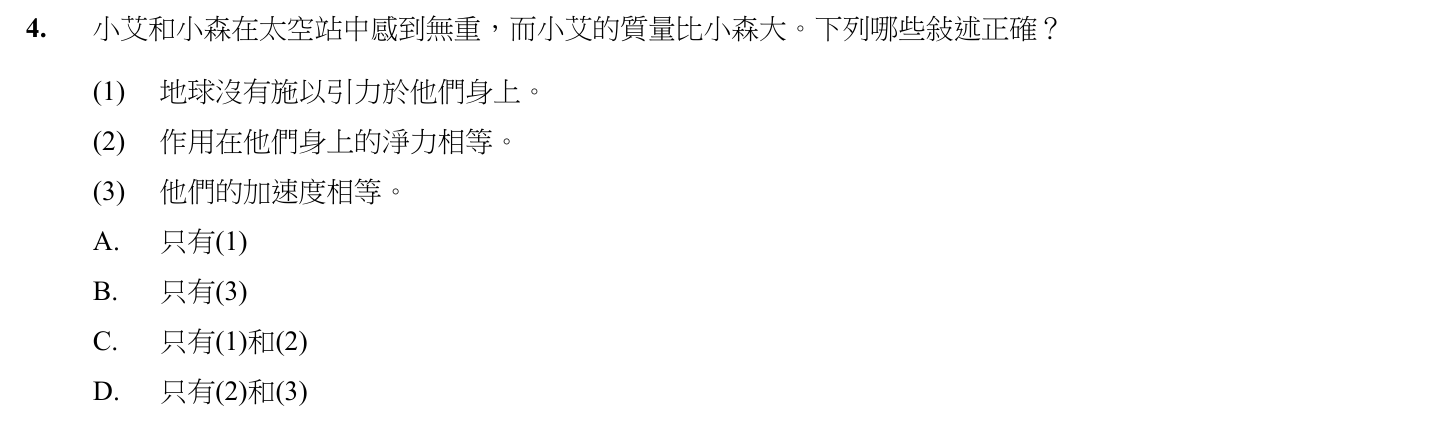 4. 小艾和小森在太空站中感到無重，而小艾的質量比小森大。下列哪些敍述正確？
(1) 地球沒有施以引力於他們身上。
(2) 作用在他們身上的淨力相等。
(3) 他們的加速度相等。
A. 只有(1)
B. 只有(3)
C. 只有(1)和(2)
D. 只有(2)和(3)